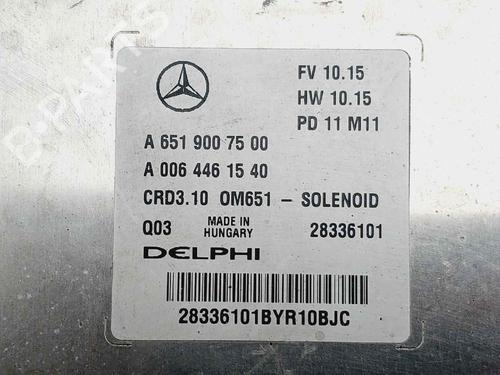 FV 10.15
HW 10.15
PD 11 M11
A 651 900 75 00
A 006 446 15 40
CRD3.10 OM651 – SOLENOID
Q03 MADE IN HUNGARY 28336101
DELPHI
28336101BYR10BJC
B-PARTS